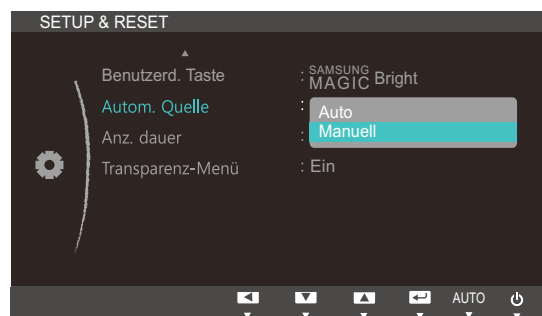 SETUP & RESET
Benutzerd. Taste : SAMSUNG MAGIC Bright
Autom. Quelle : Auto
Manuell
Anz. dauer :
Transparenz-Menü : Ein
AUTO